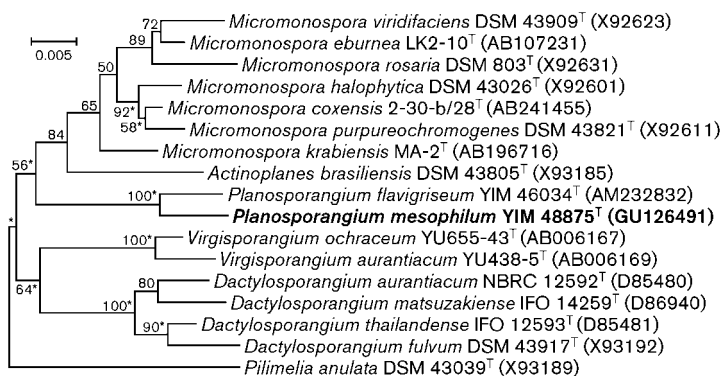 72
Micromonospora viridifaciens DSM 43909ᵀ (X92623)
89
Micromonospora eburnea LK2-10ᵀ (AB107231)
0.005
Micromonospora rosaria DSM 803ᵀ (X92631)
50
Micromonospora halophytica DSM 43026ᵀ (X92601)
65
92*
Micromonospora coxensis 2-30-b/28ᵀ (AB241455)
58*
Micromonospora purpureochromogenes DSM 43821ᵀ (X92611)
84
Micromonospora krabiensis MA-2ᵀ (AB196716)
56*
Actinoplanes brasiliensis DSM 43805ᵀ (X93185)
100*
Planosporangium flavigriseum YIM 46034ᵀ (AM232832)
*
Planosporangium mesophilum YIM 48875ᵀ (GU126491)
100*
Virgisporangium ochraceum YU655-43ᵀ (AB006167)
Virgisporangium aurantiacum YU438-5ᵀ (AB006169)
64*
80
Dactylosporangium aurantiacum NBRC 12592ᵀ (D85480)
100*
Dactylosporangium matsuzakiense IFO 14259ᵀ (D86940)
90*
Dactylosporangium thailandense IFO 12593ᵀ (D85481)
Dactylosporangium fulvum DSM 43917ᵀ (X93192)
Pilimelia anulata DSM 43039ᵀ (X93189)